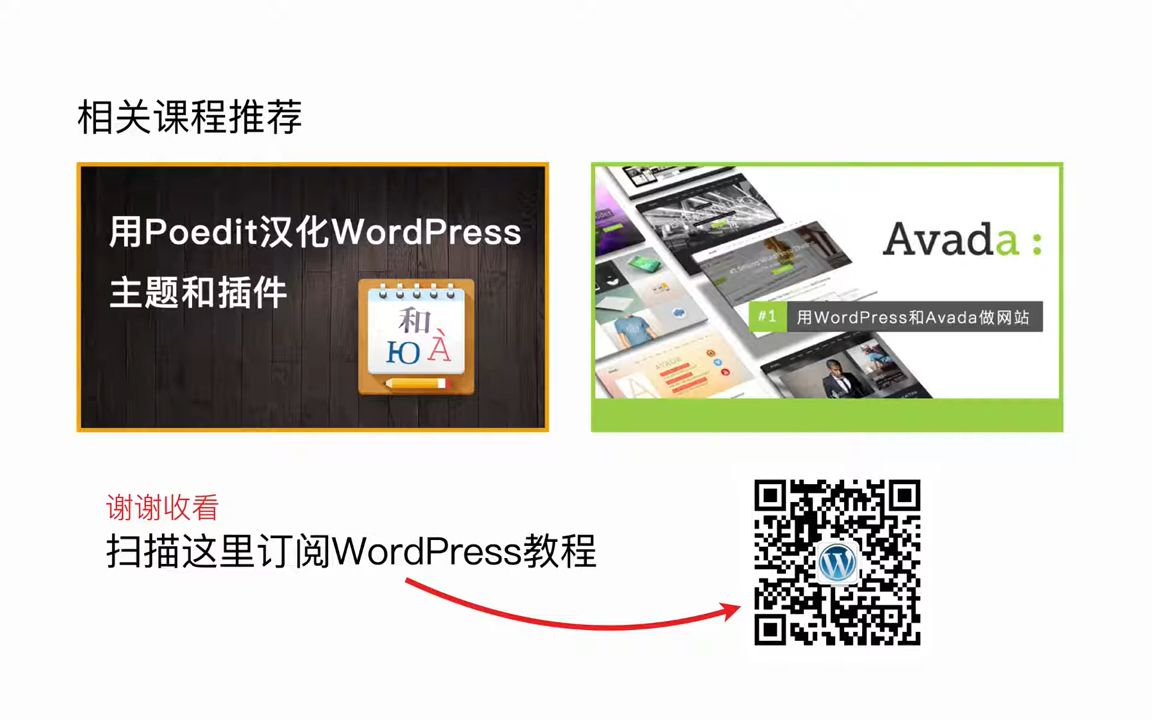 相关课程推荐
用Poedit汉化WordPress
主题和插件
和
Ю À
Avada:
#1 用WordPress和Avada做网站
谢谢收看
扫描这里订阅WordPress教程